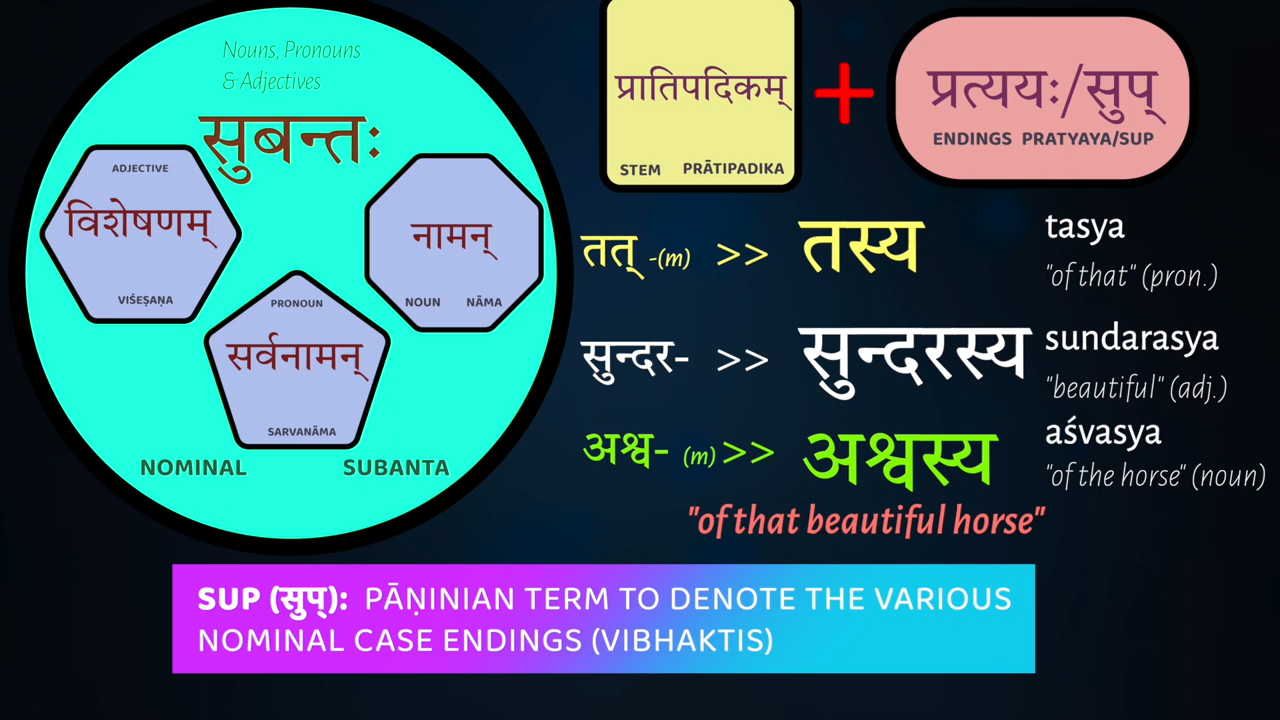 Nouns, Pronouns
& Adjectives
सुबन्तः
ADJECTIVE
विशेषणम्
VIŚEṢAṆA
नामन्
NOUN NĀMA
PRONOUN
सर्वनामन्
SARVANĀMA
NOMINAL SUBANTA
प्रातिपदिकम्
STEM PRĀTIPADIKA
+
प्रत्ययः/सुप्
ENDINGS PRATYAYA/SUP
तत् -(m) >> तस्य tasya
"of that" (pron.)
सुन्दर- >> सुन्दरस्य sundarasya
"beautiful" (adj.)
अश्व- (m) >> अश्वस्य aśvasya
"of the horse" (noun)
"of that beautiful horse"
SUP (सुप्): PĀṆINIAN TERM TO DENOTE THE VARIOUS
NOMINAL CASE ENDINGS (VIBHAKTIS)